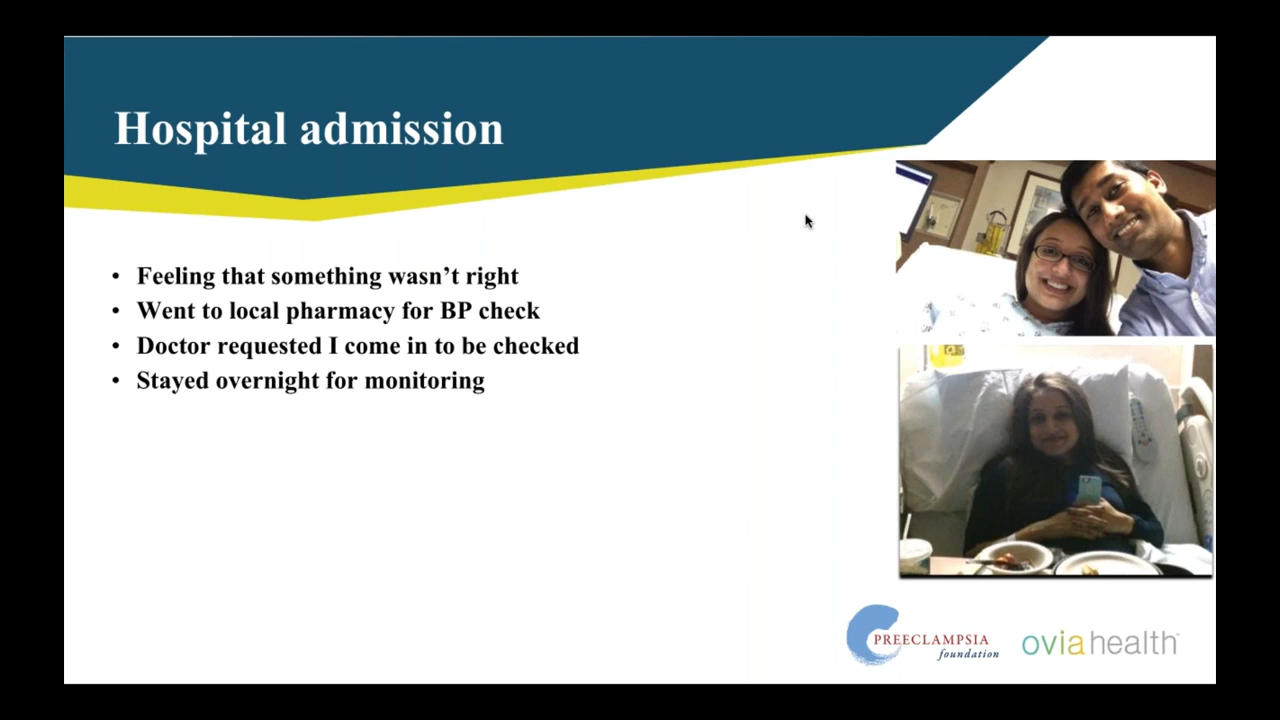 Hospital admission
• Feeling that something wasn’t right
• Went to local pharmacy for BP check
• Doctor requested I come in to be checked
• Stayed overnight for monitoring
PREECLAMPSIA
foundation
oviahealth